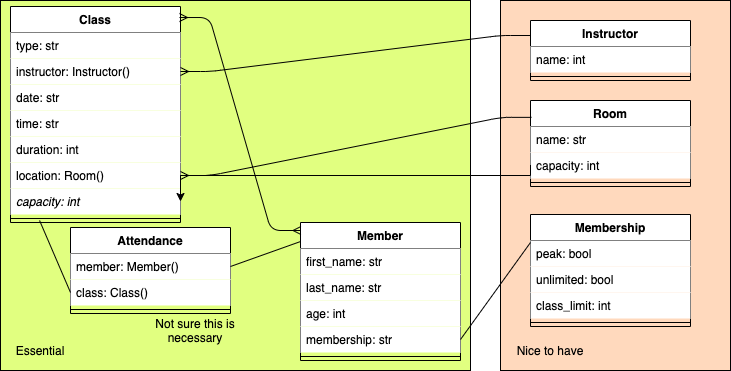 Class
type: str
instructor: Instructor()
date: str
time: str
duration: int
location: Room()
capacity: int
Attendance
member: Member()
class: Class()
Not sure this is
necessary
Essential
Member
first_name: str
last_name: str
age: int
membership: str
Instructor
name: int
Room
name: str
capacity: int
Membership
peak: bool
unlimited: bool
class_limit: int
Nice to have